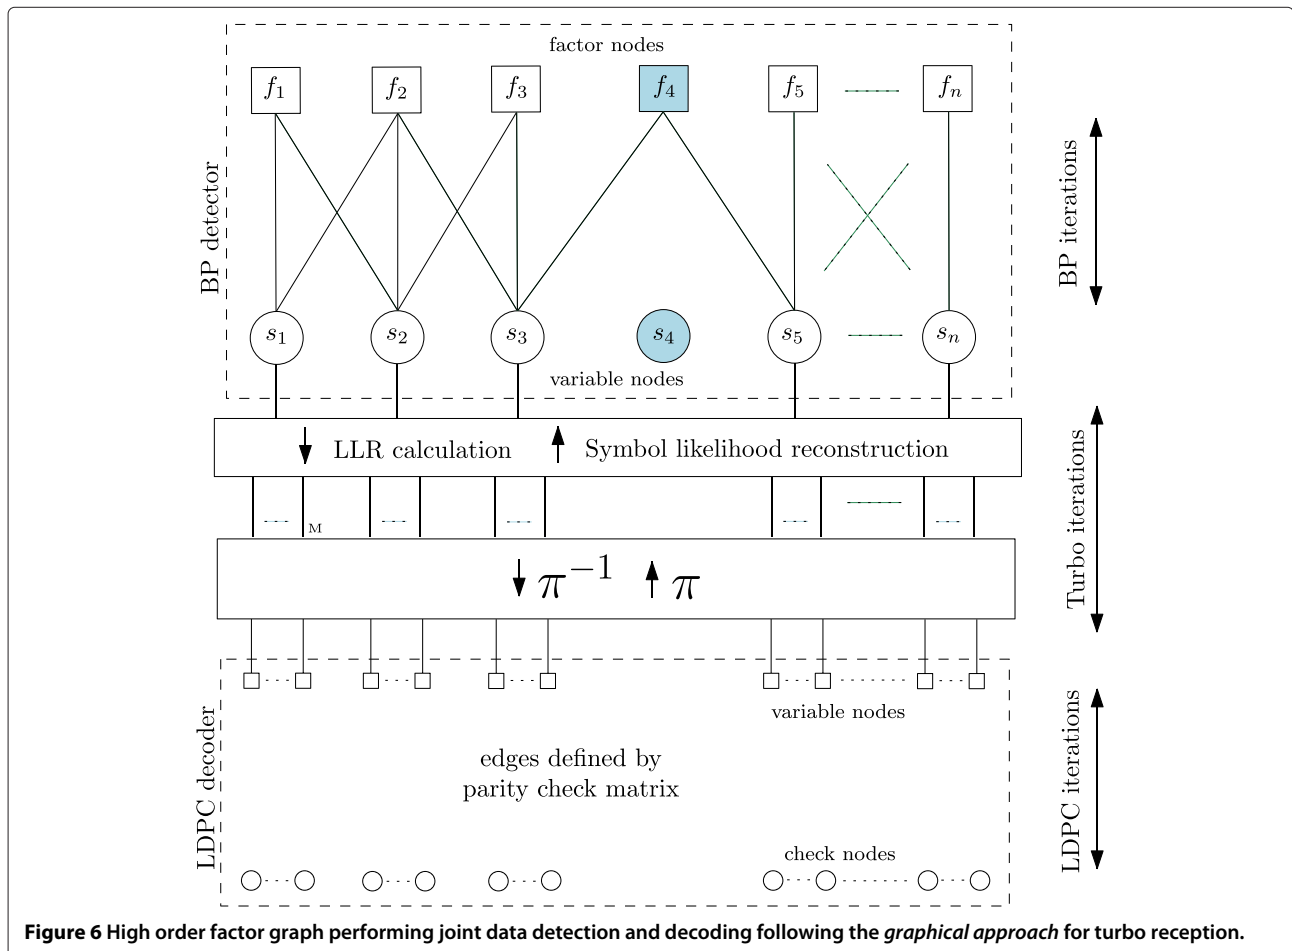 factor nodes
f₁ f₂ f₃ f₄ f₅ fₙ
BP detector
BP iterations
s₁ s₂ s₃ s₄ s₅ sₙ
variable nodes
LLR calculation Symbol likelihood reconstruction
M
Turbo iterations
π⁻¹ π
variable nodes
LDPC decoder
edges defined by
parity check matrix
LDPC iterations
check nodes
Figure 6 High order factor graph performing joint data detection and decoding following the graphical approach for turbo reception.